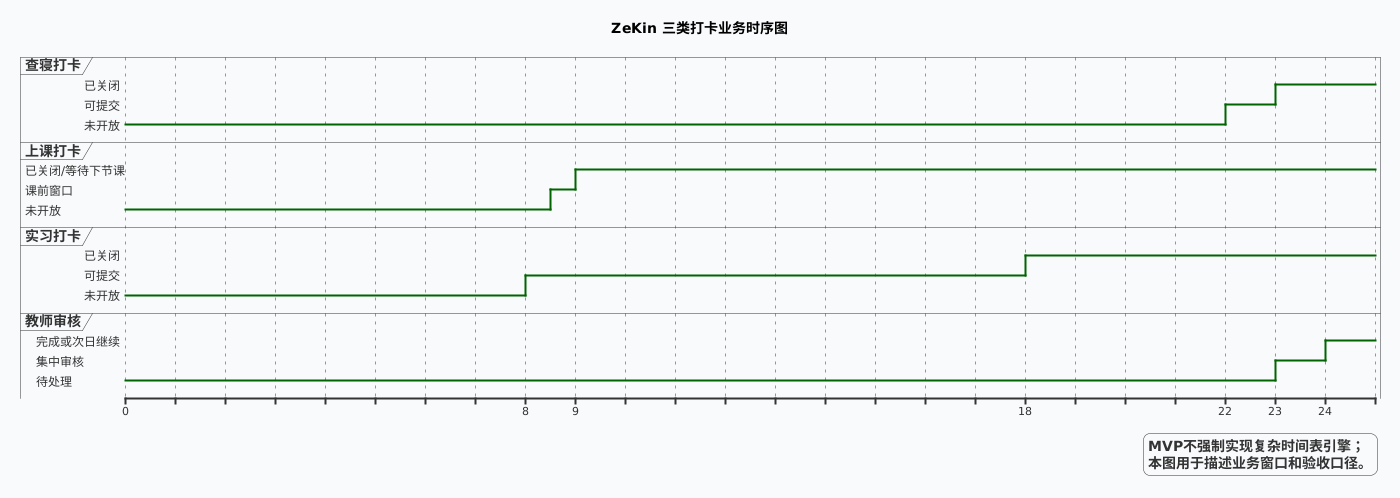 ZeKin 三类打卡业务时序图
查寝打卡
已关闭
可提交
未开放
上课打卡
已关闭/等待下节课
课前窗口
未开放
实习打卡
已关闭
可提交
未开放
教师审核
完成或次日继续
集中审核
待处理
0 8 9 18 22 23 24
MVP不强制实现复杂时间表引擎；
本图用于描述业务窗口和验收口径。